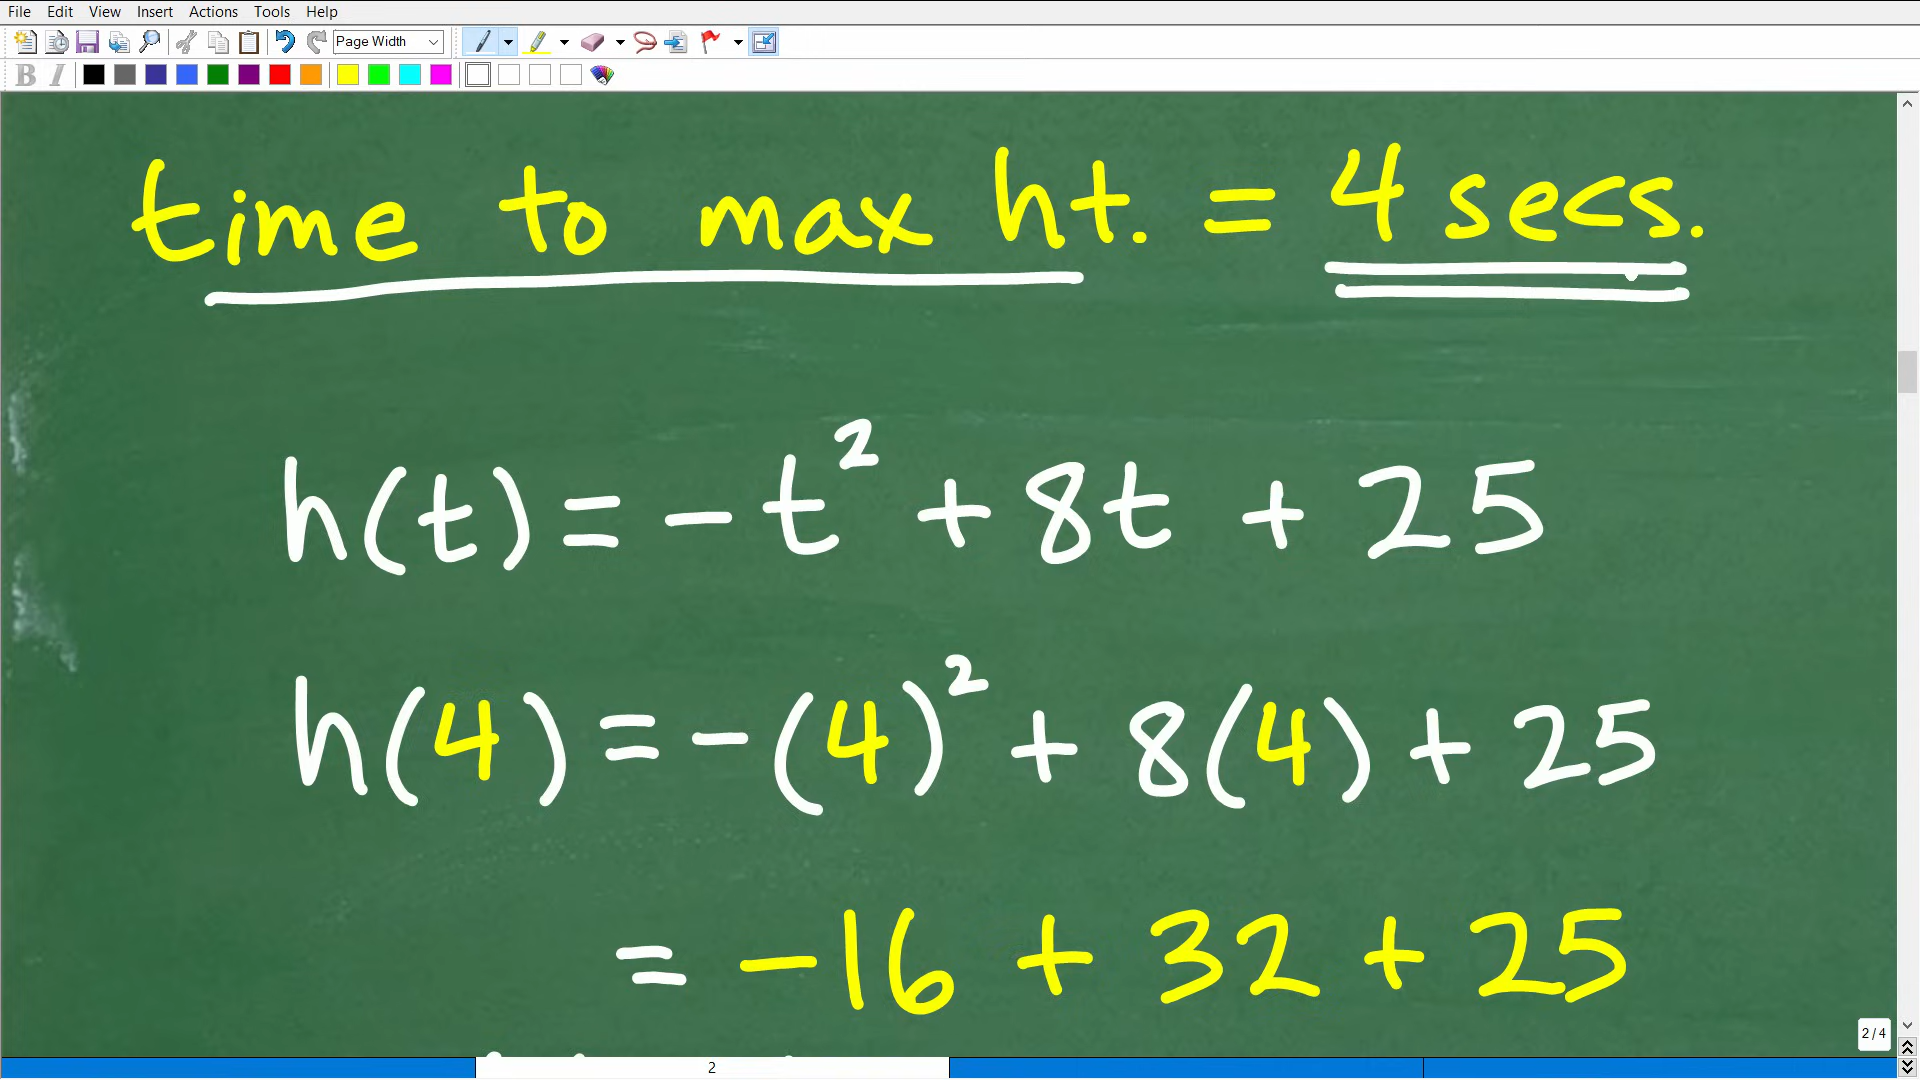 File Edit View Insert Actions Tools Help
Page Width
B I
time to max ht. = 4 secs.
h(t) = -t² + 8t + 25
h(4) = -(4)² + 8(4) + 25
= -16 + 32 + 25
2 / 4
2